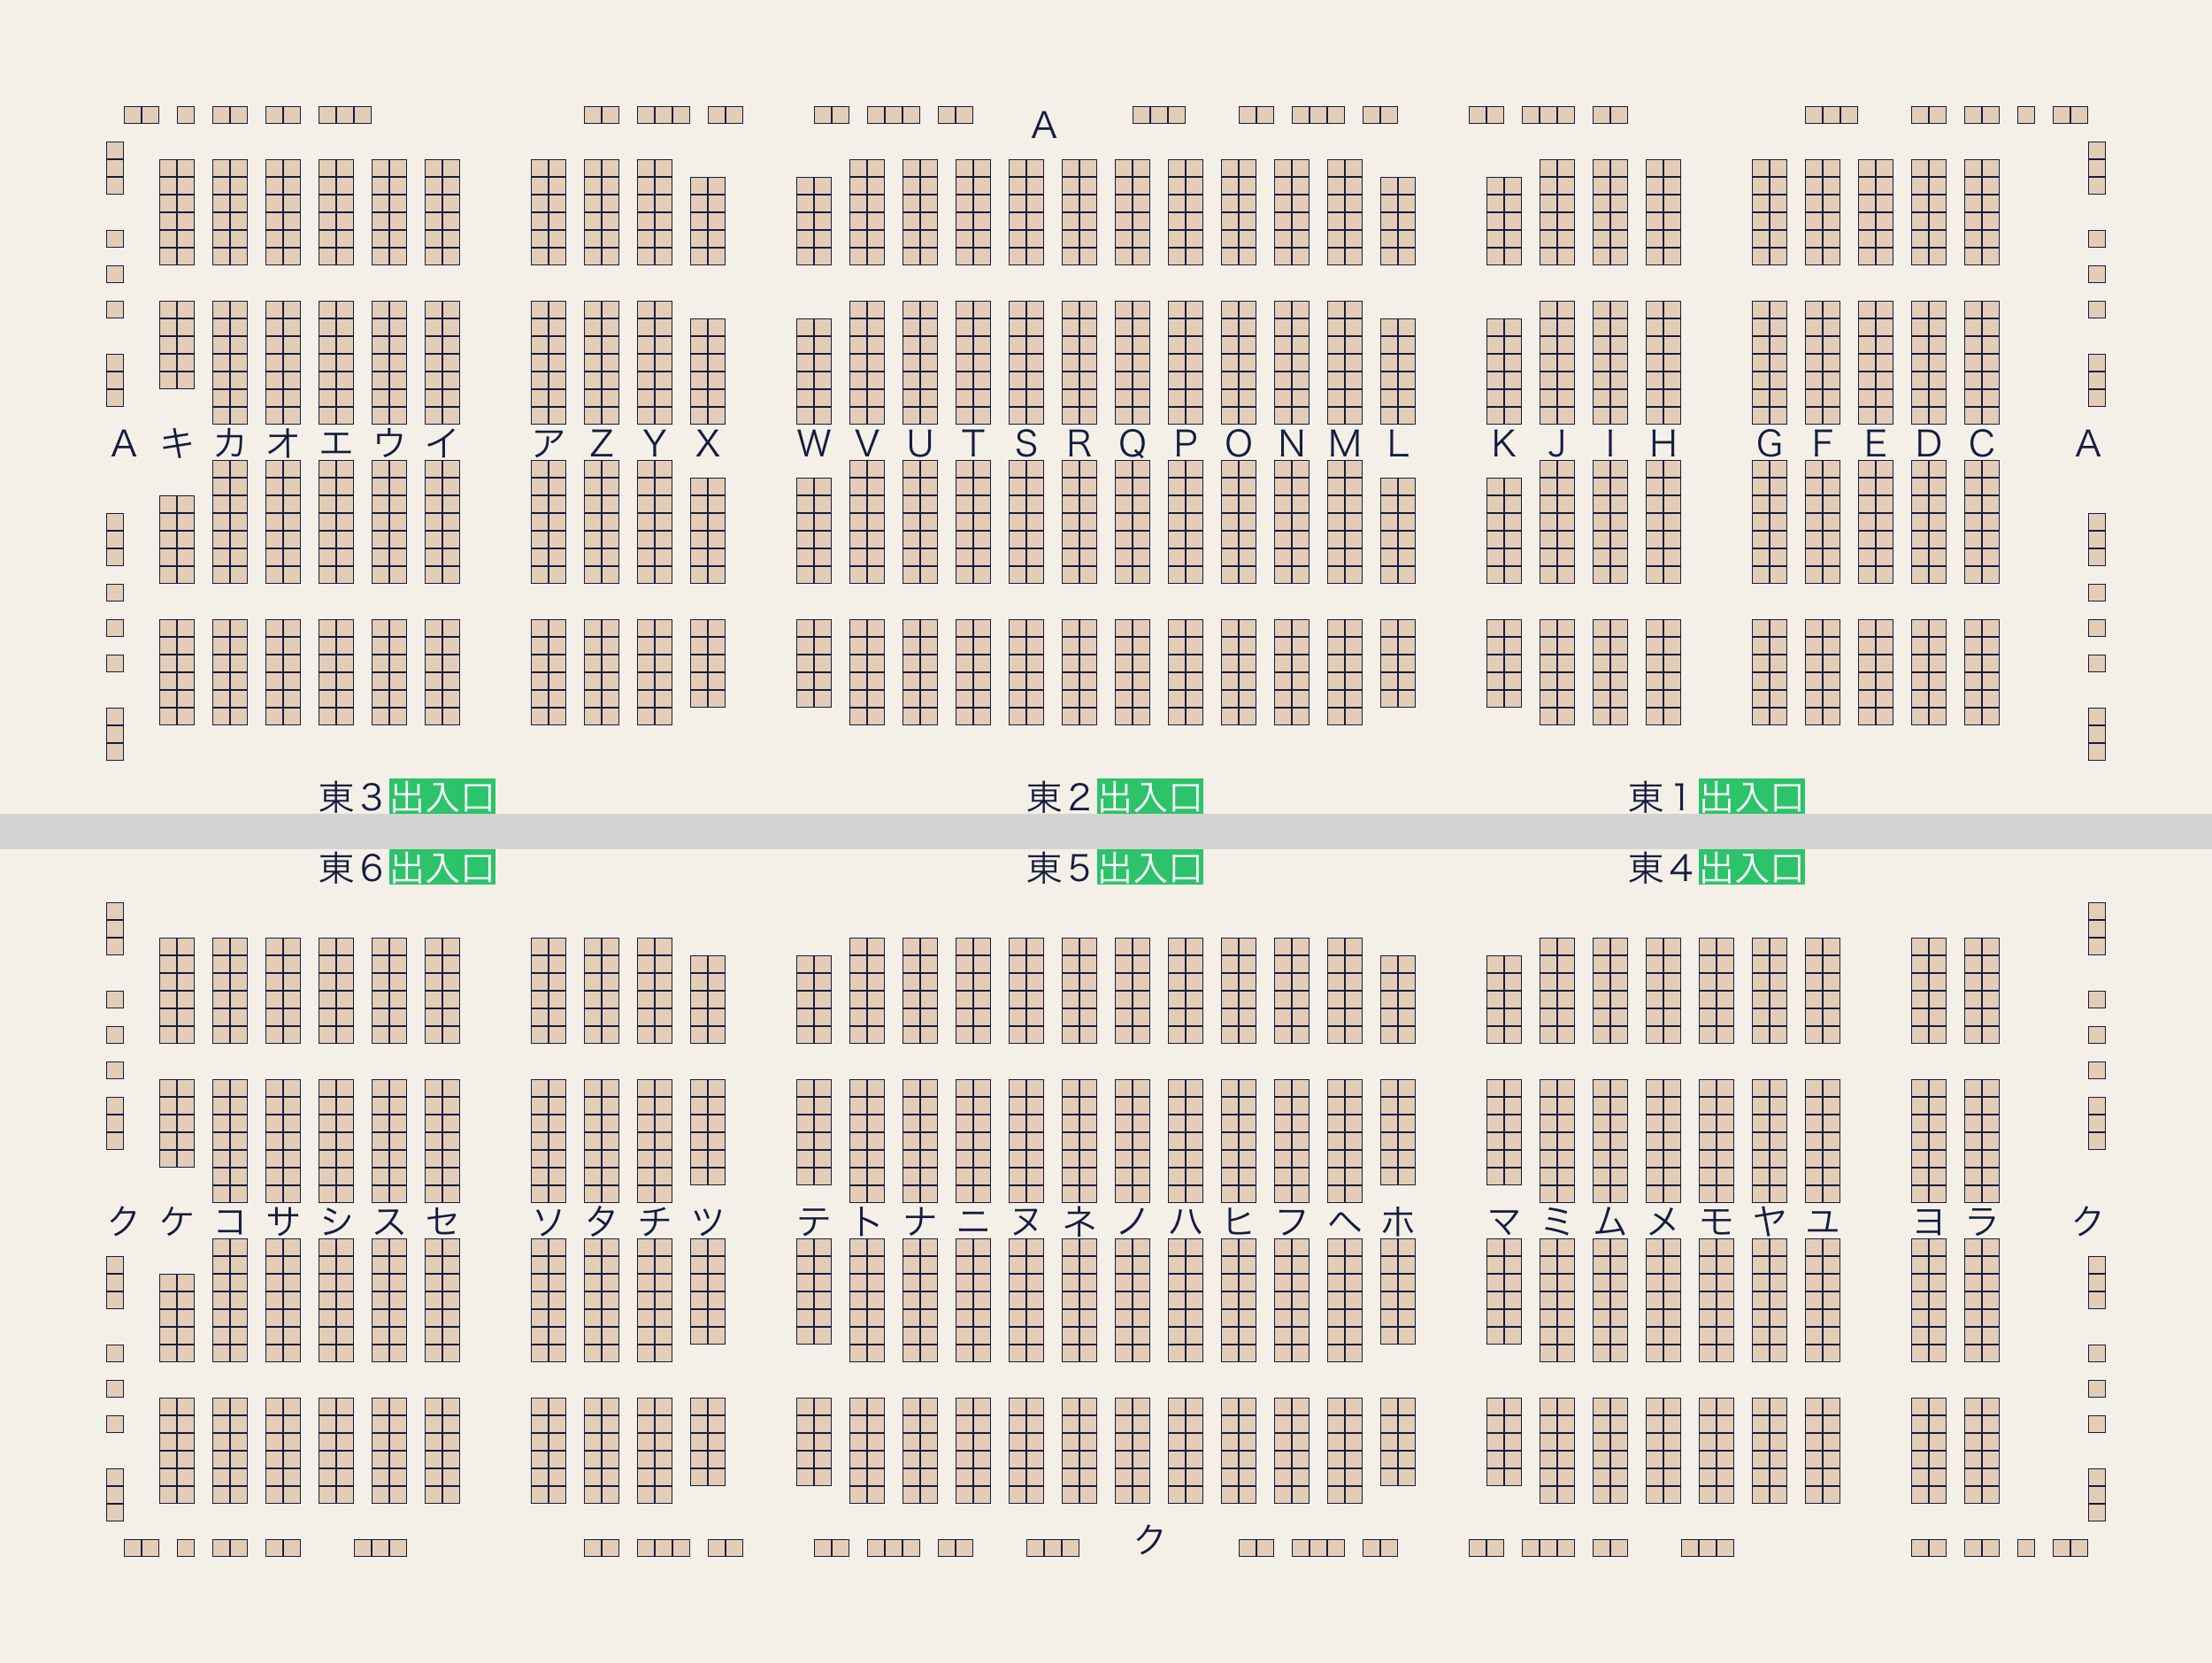 A
A キ カ オ エ ウ イ ア Z Y X W V U T S R Q P O N M L K J I H G F E D C A
東3 出入口 東2 出入口 東1 出入口
東6 出入口 東5 出入口 東4 出入口
ク ケ コ サ シ ス セ ソ タ チ ツ テ ト ナ ニ ヌ ネ ノ ハ ヒ フ ヘ ホ マ ミ ム メ モ ヤ ユ ヨ ラ ク
ク